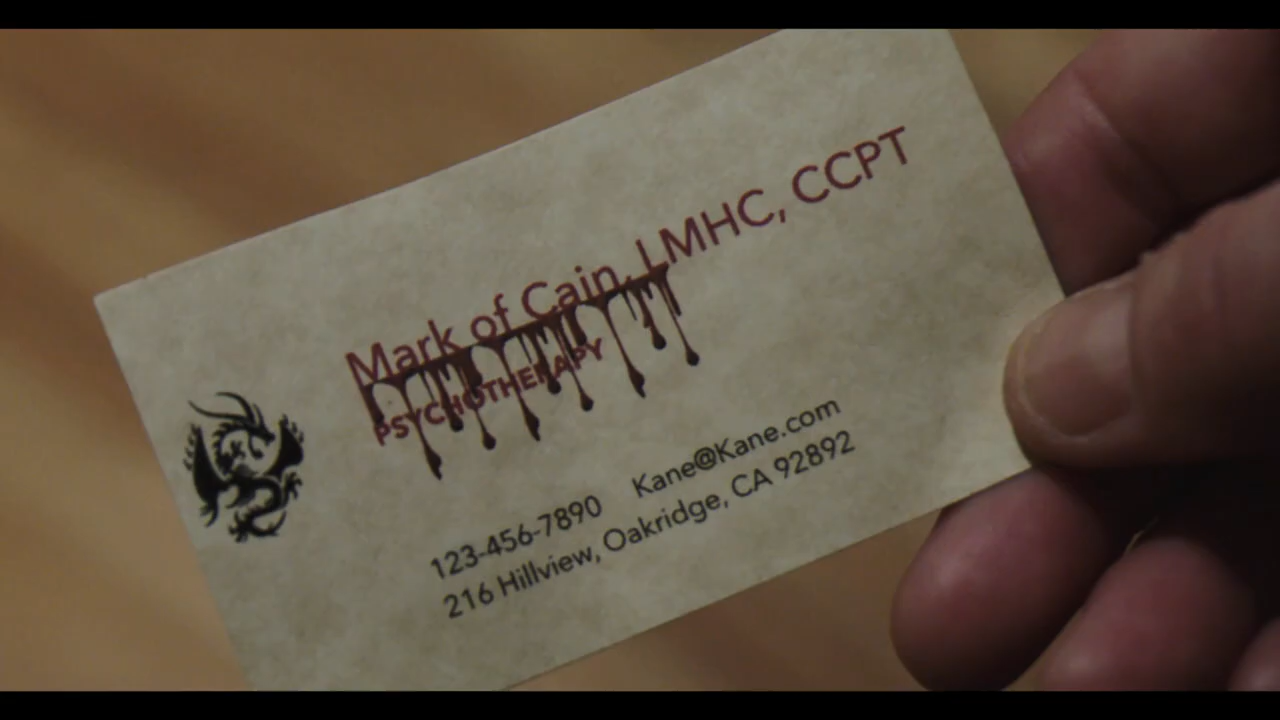 Mark of Cain, LMHC, CCPT
PSYCHOTHERAPY
123-456-7890 Kane@Kane.com
216 Hillview, Oakridge, CA 92892